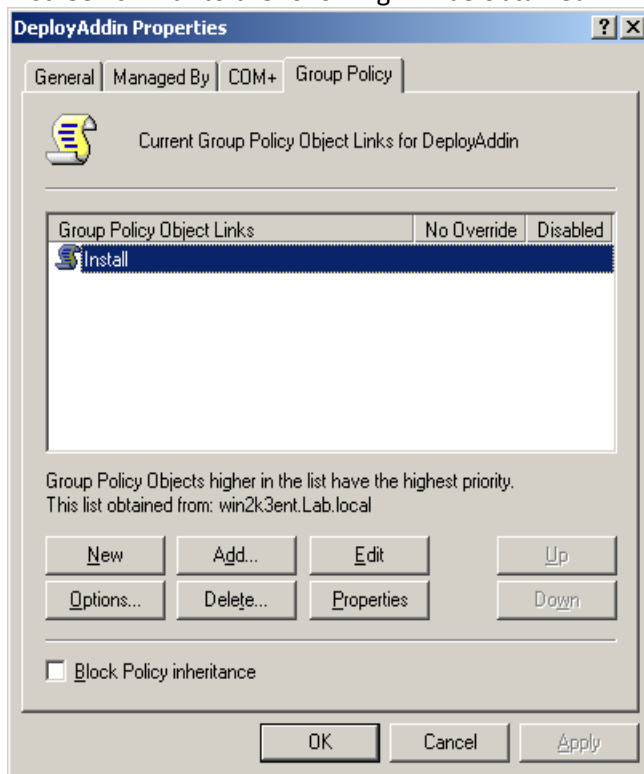 DeployAddin Properties
General Managed By COM+ Group Policy
Current Group Policy Object Links for DeployAddin
Group Policy Object Links No Override Disabled
Install
Group Policy Objects higher in the list have the highest priority.
This list obtained from: win2k3ent.Lab.local
New Add... Edit Up
Options... Delete... Properties Down
Block Policy inheritance
OK Cancel Apply